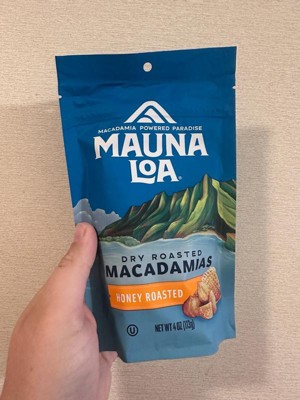 MACADAMIA POWERED PARADISE
MAUNA
LOA
DRY ROASTED
MACADAMIAS
HONEY ROASTED
U
NET WT 4 OZ (113g)